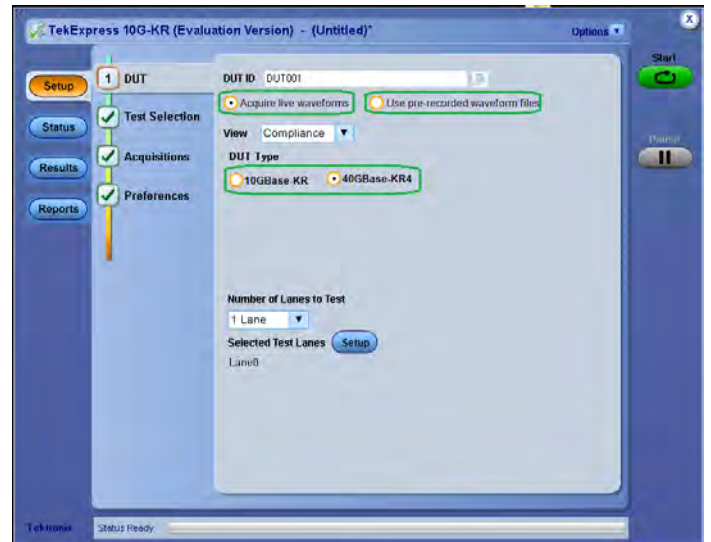 TekExpress 10G-KR (Evaluation Version) - (Untitled)*
Options
x
Setup
Status
Results
Reports
1 DUT
Test Selection
Acquisitions
Preferences
DUT ID DUT001
Acquire live waveforms
Use pre-recorded waveform files
View Compliance
DUT Type
10GBase-KR
40GBase-KR4
Number of Lanes to Test
1 Lane
Selected Test Lanes Setup
Lane0
Start
Pause
Tektronix
Status Ready